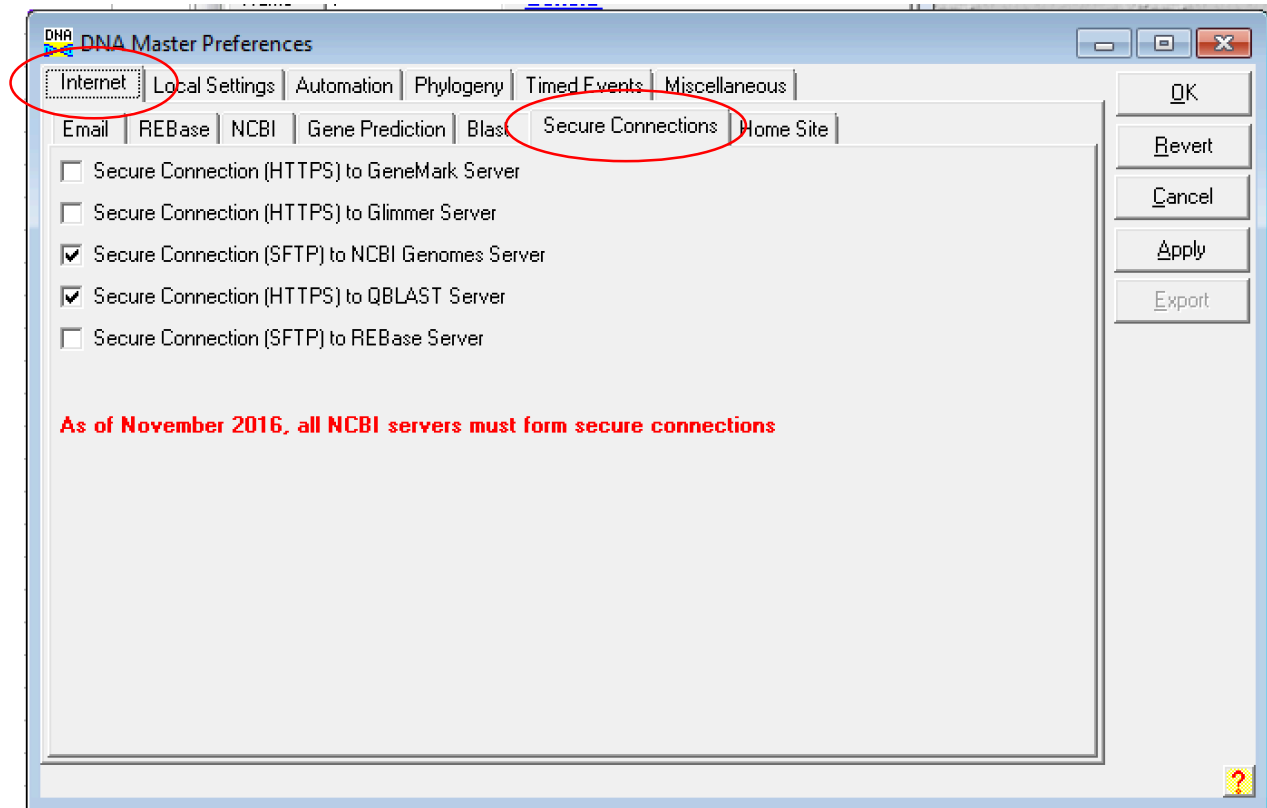 DNA DNA Master Preferences
Internet Local Settings Automation Phylogeny Timed Events Miscellaneous
Email REBase NCBI Gene Prediction Blast Secure Connections Home Site
Secure Connection (HTTPS) to GeneMark Server
Secure Connection (HTTPS) to Glimmer Server
Secure Connection (SFTP) to NCBI Genomes Server
Secure Connection (HTTPS) to QBLAST Server
Secure Connection (SFTP) to REBase Server
As of November 2016, all NCBI servers must form secure connections
OK
Revert
Cancel
Apply
Export
?